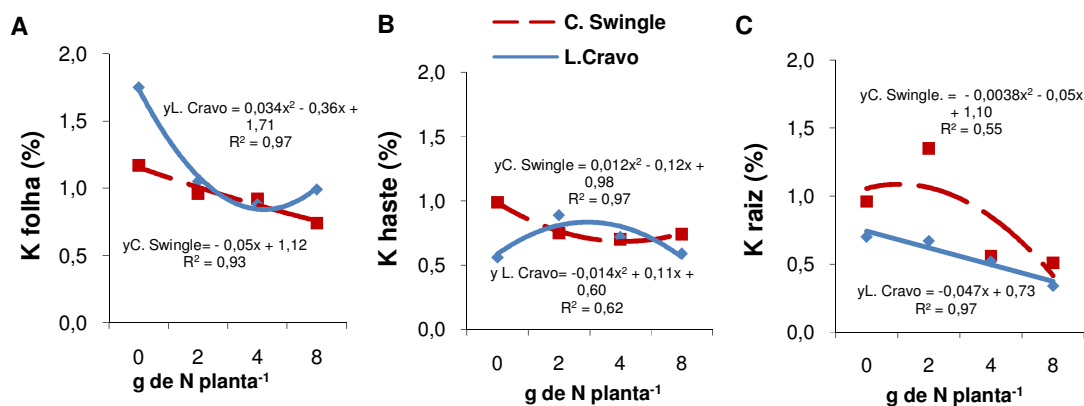 A
K folha (%)
2,0
1,5
1,0
0,5
0,0
yL. Cravo = 0,034x² - 0,36x +
1,71
R² = 0,97
yC. Swingle= - 0,05x + 1,12
R² = 0,93
0 2 4 8
g de N planta⁻¹
B
C. Swingle
L.Cravo
K haste (%)
2,0
1,5
1,0
0,5
0,0
yC. Swingle = 0,012x² - 0,12x +
0,98
R² = 0,97
y L. Cravo= -0,014x² + 0,11x +
0,60
R² = 0,62
0 2 4 8
g de N planta⁻¹
C
K raiz (%)
2,0
1,5
1,0
0,5
0,0
yC. Swingle. = - 0,0038x² - 0,05x
+ 1,10
R² = 0,55
yL. Cravo = -0,047x + 0,73
R² = 0,97
0 2 4 8
g de N planta⁻¹